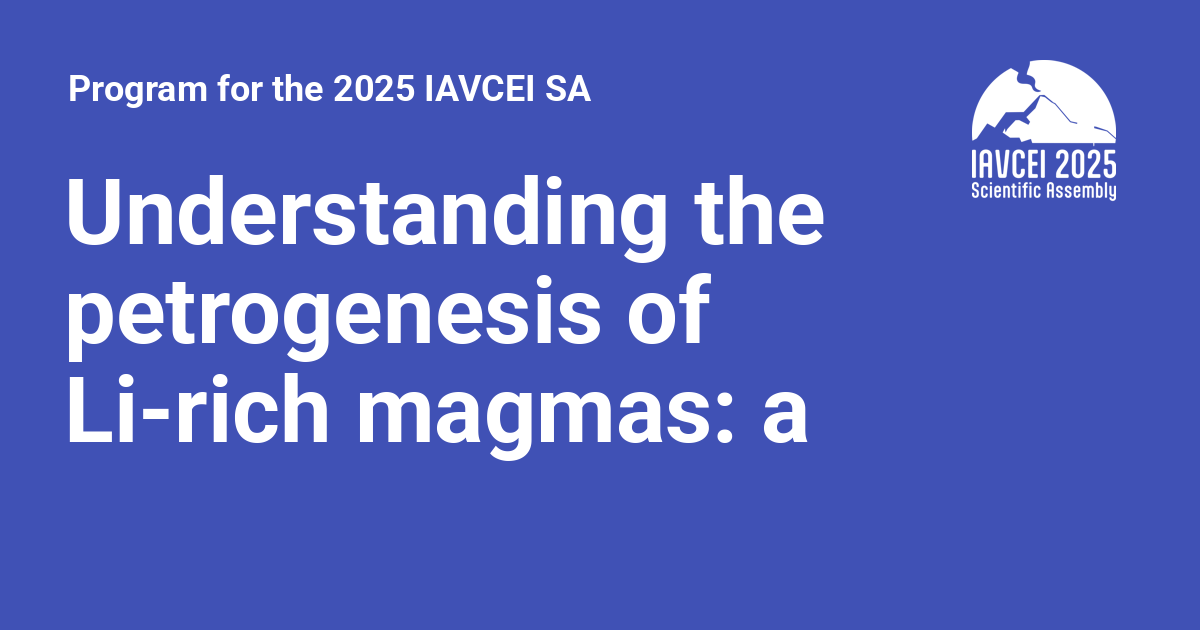 Program for the 2025 IAVCEI SA
IAVCEI 2025
Scientific Assembly
Understanding the
petrogenesis of
Li-rich magmas: a